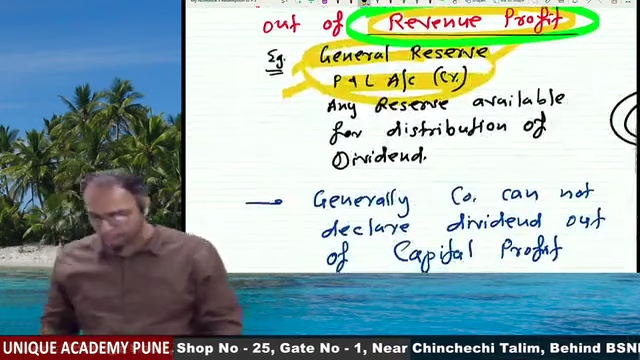 out of Revenue Profit
Eg. General Reserve
P & L A/c (Cr.)
Any Reserve available
for distribution of
Dividend.
→ Generally Co. can not
declare dividend out
of Capital Profit
UNIQUE ACADEMY PUNE, Shop No - 25, Gate No - 1, Near Chinchechi Talim, Behind BSN